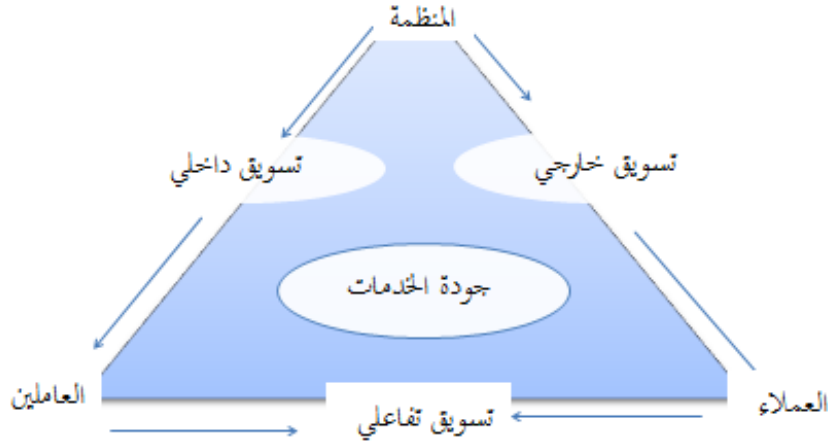 المنظمة
تسويق خارجي
تسويق داخلي
جودة الخدمات
العملاء
العاملين
تسويق تفاعلي